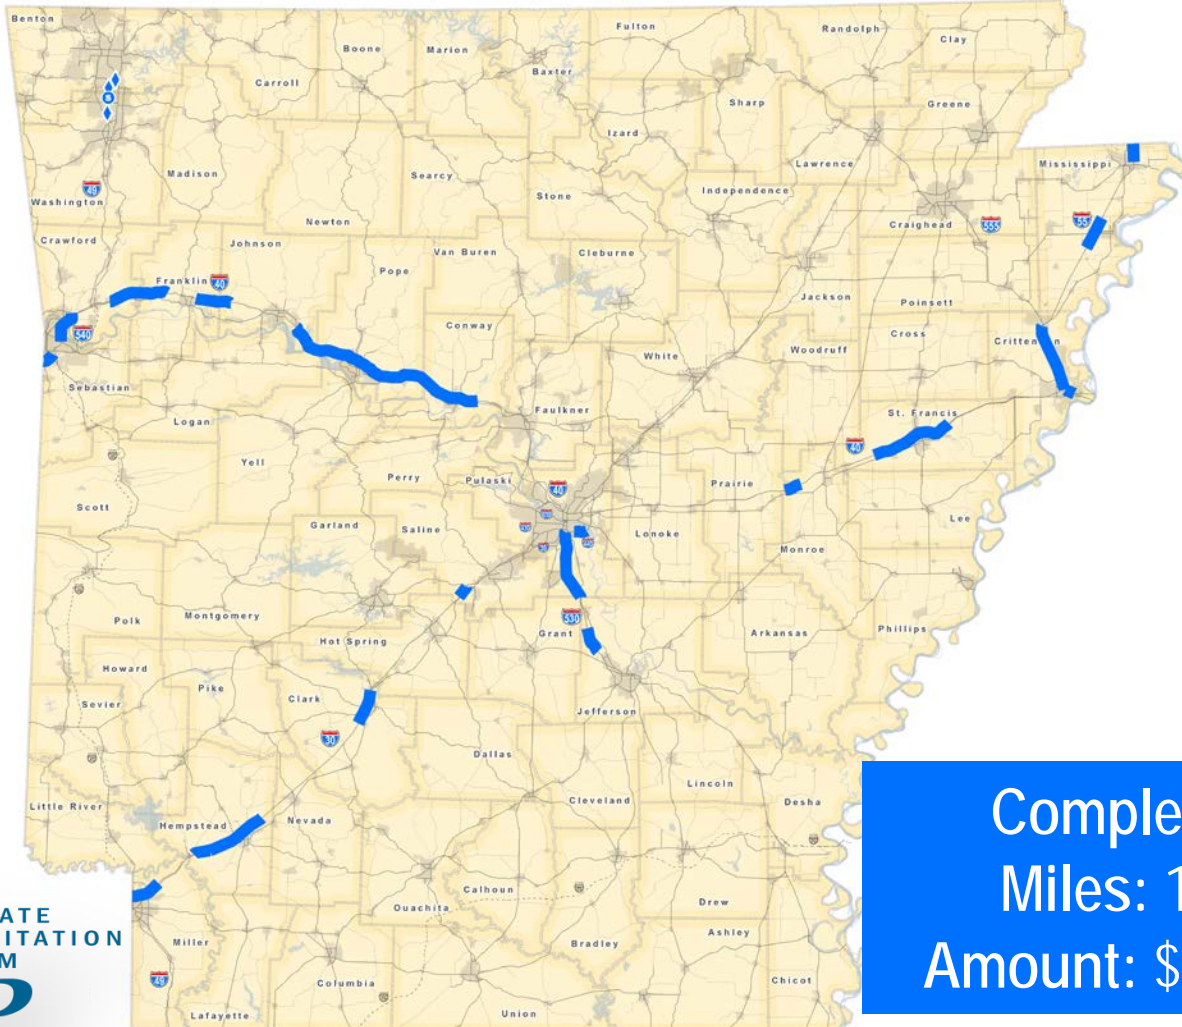 Benton
Fulton
Randolph
Clay
Boone
Marion
Baxter
Carroll
Sharp
Greene
Izard
Lawrence
Mississippi
Madison
Searcy
49
Stone
Independence
Washington
Newton
Craighead
555
55
Crawford
Johnson
Van Buren
Cleburne
Pope
Franklin
40
Jackson
Poinsett
Conway
540
Cross
Critten n
White
Woodruff
Sebastian
Faulkner
St. Francis
Logan
40
Yell
Perry
Pulaski
Prairie
40
Scott
Garland
Saline
Lonoke
Lee
Monroe
530
Polk
Montgomery
Hot Spring
Grant
Arkansas
Phillips
Howard
Pike
Clark
Sevier
Jefferson
30
Dallas
Lincoln
Cleveland
Desha
Little River
Hempstead
Nevada
Calhoun
Ouachita
Drew
Miller
Bradley
Ashley
49
Columbia
Chicot
Lafayette
Union
ATE
ITATION
M
Comple
Miles: 1
Amount: $